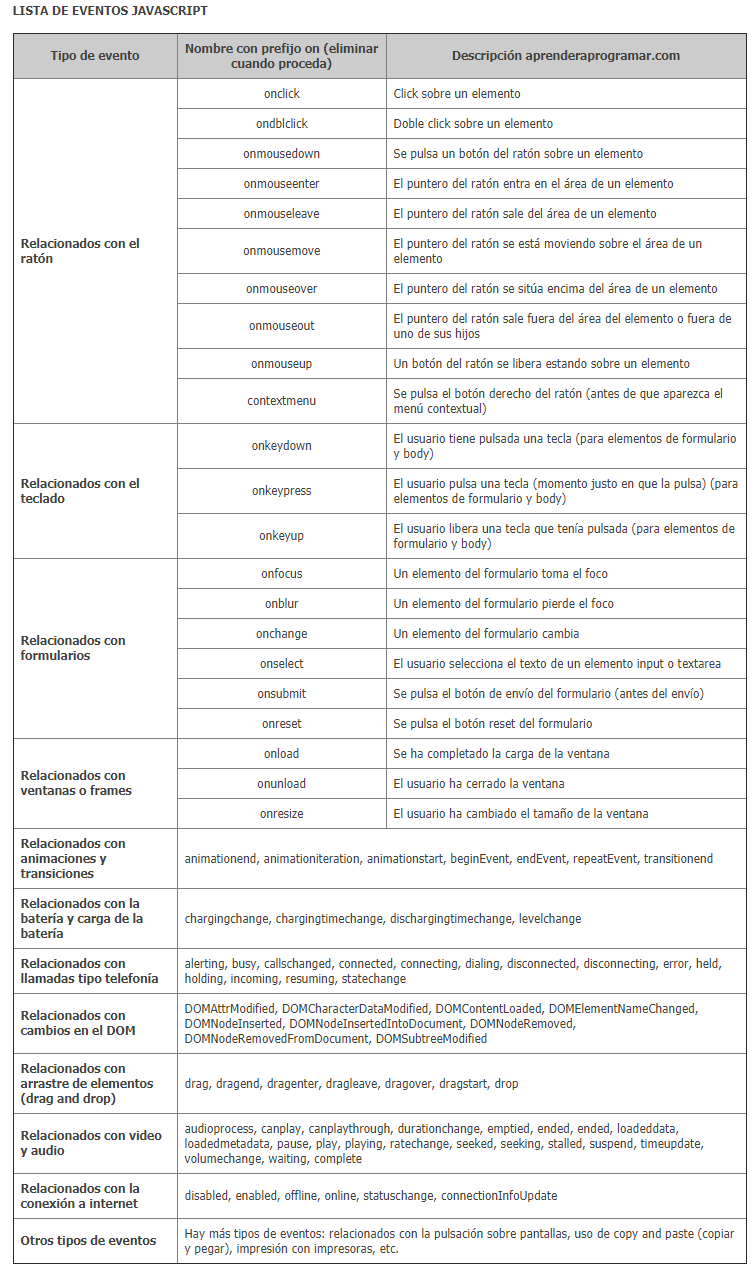 LISTA DE EVENTOS JAVASCRIPT
Tipo de evento
Nombre con prefijo on (eliminar
cuando proceda)
Descripción aprenderaprogramar.com
Relacionados con el
ratón
onclick
Click sobre un elemento
ondblclick
Doble click sobre un elemento
onmousedown
Se pulsa un botón del ratón sobre un elemento
onmouseenter
El puntero del ratón entra en el área de un elemento
onmouseleave
El puntero del ratón sale del área de un elemento
onmousemove
El puntero del ratón se está moviendo sobre el área de un
elemento
onmouseover
El puntero del ratón se sitúa encima del área de un elemento
onmouseout
El puntero del ratón sale fuera del área del elemento o fuera de
uno de sus hijos
onmouseup
Un botón del ratón se libera estando sobre un elemento
contextmenu
Se pulsa el botón derecho del ratón (antes de que aparezca el
menú contextual)
Relacionados con el
teclado
onkeydown
El usuario tiene pulsada una tecla (para elementos de formulario
y body)
onkeypress
El usuario pulsa una tecla (momento justo en que la pulsa) (para
elementos de formulario y body)
onkeyup
El usuario libera una tecla que tenía pulsada (para elementos de
formulario y body)
Relacionados con
formularios
onfocus
Un elemento del formulario toma el foco
onblur
Un elemento del formulario pierde el foco
onchange
Un elemento del formulario cambia
onselect
El usuario selecciona el texto de un elemento input o textarea
onsubmit
Se pulsa el botón de envío del formulario (antes del envío)
onreset
Se pulsa el botón reset del formulario
Relacionados con
ventanas o frames
onload
Se ha completado la carga de la ventana
onunload
El usuario ha cerrado la ventana
onresize
El usuario ha cambiado el tamaño de la ventana
Relacionados con
animaciones y
transiciones
animationend, animationiteration, animationstart, beginEvent, endEvent, repeatEvent, transitionend
Relacionados con la
batería y carga de la
batería
chargingchange, chargingtimechange, dischargingtimechange, levelchange
Relacionados con
llamadas tipo telefonía
alerting, busy, callschanged, connected, connecting, dialing, disconnected, disconnecting, error, held,
holding, incoming, resuming, statechange
Relacionados con
cambios en el DOM
DOMAttrModified, DOMCharacterDataModified, DOMContentLoaded, DOMElementNameChanged,
DOMNodeInserted, DOMNodeInsertedIntoDocument, DOMNodeRemoved,
DOMNodeRemovedFromDocument, DOMSubtreeModified
Relacionados con
arrastre de elementos
(drag and drop)
drag, dragend, dragenter, dragleave, dragover, dragstart, drop
Relacionados con video
y audio
audioprocess, canplay, canplaythrough, durationchange, emptied, ended, ended, loadeddata,
loadedmetadata, pause, play, playing, ratechange, seeked, seeking, stalled, suspend, timeupdate,
volumechange, waiting, complete
Relacionados con la
conexión a internet
disabled, enabled, offline, online, statuschange, connectionInfoUpdate
Otros tipos de eventos
Hay más tipos de eventos: relacionados con la pulsación sobre pantallas, uso de copy and paste (copiar
y pegar), impresión con impresoras, etc.